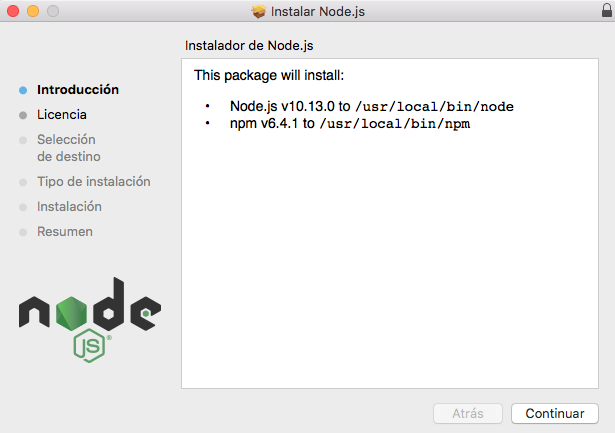 Instalar Node.js
Instalador de Node.js
Introducción
Licencia
Selección
de destino
Tipo de instalación
Instalación
Resumen
node
JS®
This package will install:
• Node.js v10.13.0 to /usr/local/bin/node
• npm v6.4.1 to /usr/local/bin/npm
Atrás
Continuar